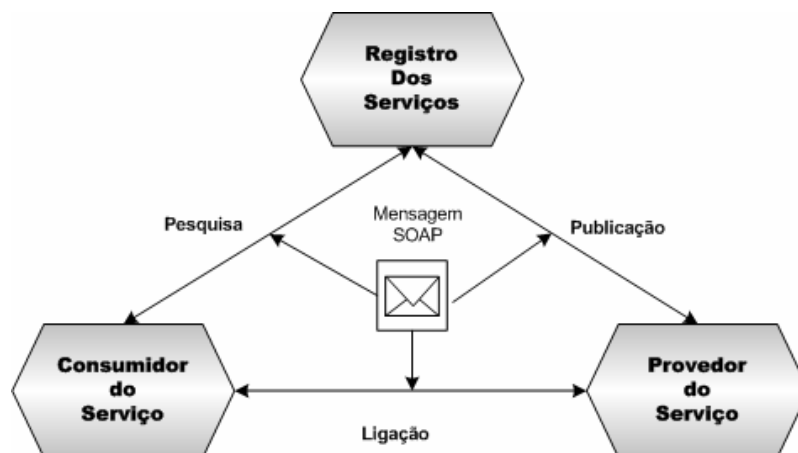 Registro
Dos
Serviços
Pesquisa
Mensagem
SOAP
Publicação
Consumidor
do
Serviço
Provedor
do
Serviço
Ligação